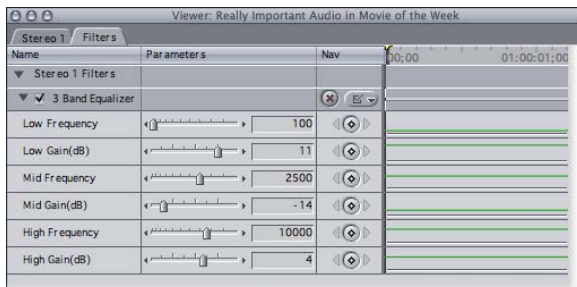 Viewer: Really Important Audio in Movie of the Week
Stereo 1 Filters
Name Parameters Nav 00;00 01:00:01;00
Stereo 1 Filters
3 Band Equalizer
Low Frequency 100
Low Gain(dB) 11
Mid Frequency 2500
Mid Gain(dB) -14
High Frequency 10000
High Gain(dB) 4